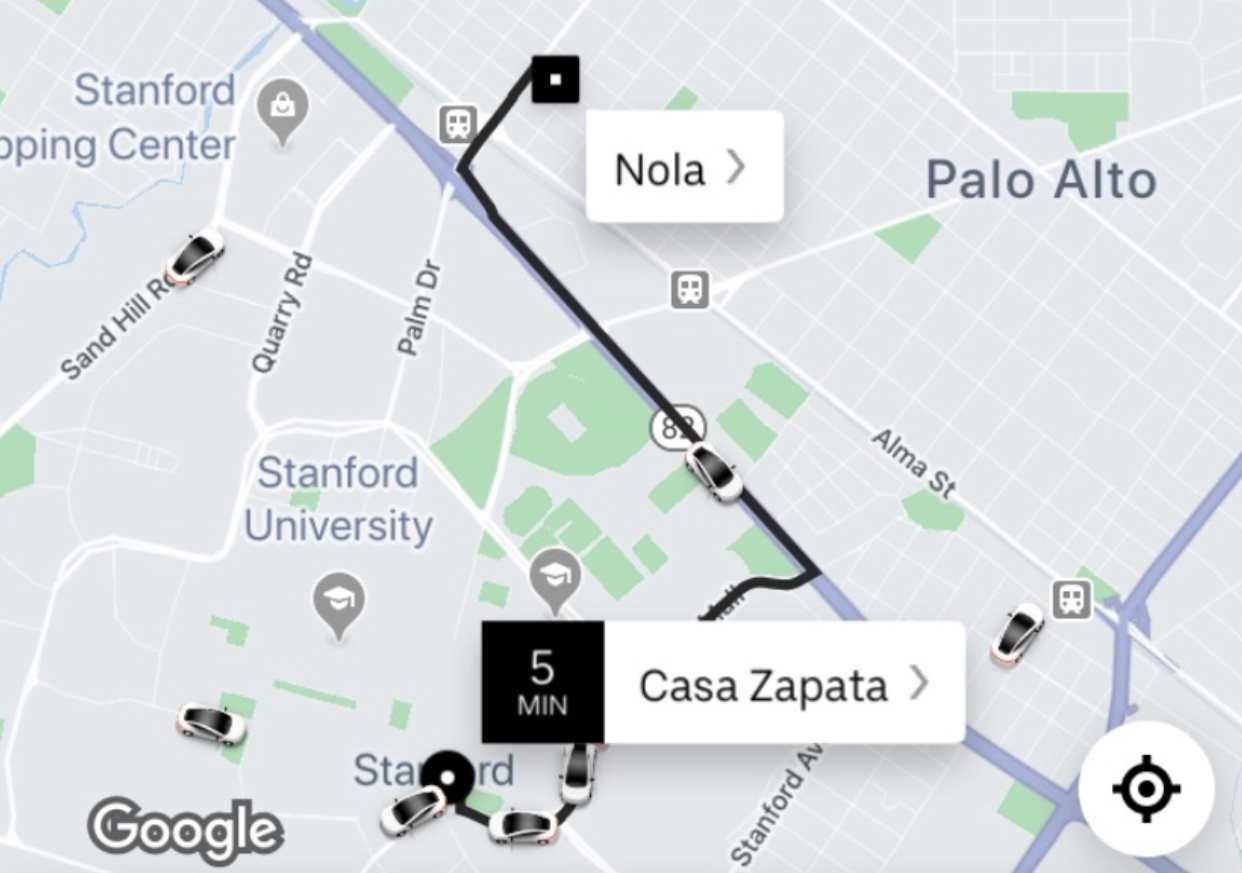 Stanford
pping Center
Nola
Palo Alto
Sand Hill R
Quarry Rd
Palm Dr
82
Stanford
University
Alma St
5
MIN
Casa Zapata
Stanford Av
Google